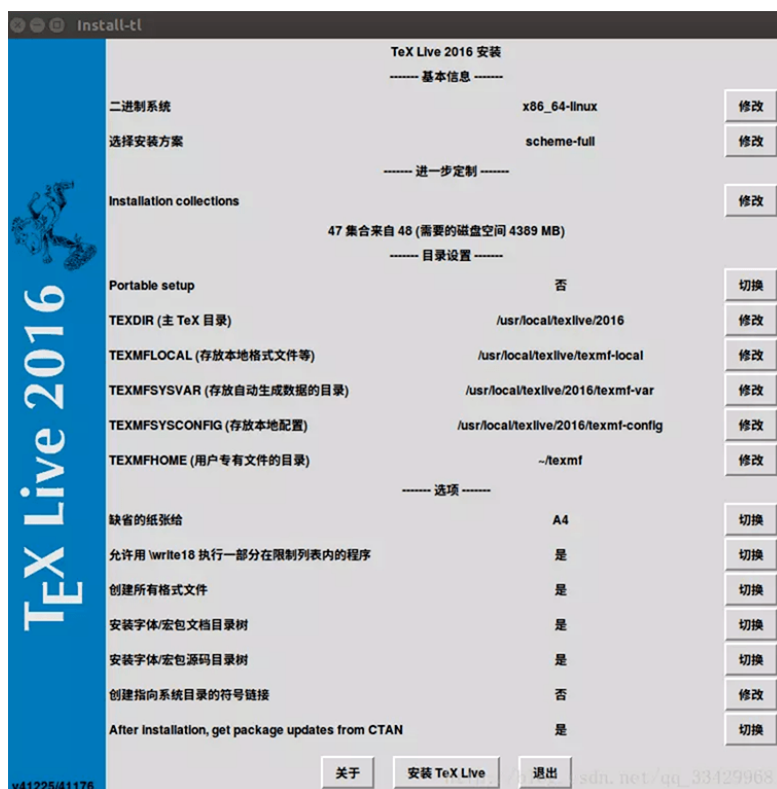 Install-tl
TeX Live 2016 安装
------- 基本信息 -------
二进制系统 x86_64-linux 修改
选择安装方案 scheme-full 修改
------- 进一步定制 -------
Installation collections 修改
47 集合来自 48 (需要的磁盘空间 4389 MB)
------- 目录设置 -------
Portable setup 否 切换
TEXDIR (主 TeX 目录) /usr/local/texlive/2016 修改
TEXMFLOCAL (存放本地格式文件等) /usr/local/texlive/texmf-local 修改
TEXMFSYSVAR (存放自动生成数据的目录) /usr/local/texlive/2016/texmf-var 修改
TEXMFSYSCONFIG (存放本地配置) /usr/local/texlive/2016/texmf-config 修改
TEXMFHOME (用户专有文件的目录) ~/texmf 修改
------- 选项 -------
缺省的纸张给 A4 切换
允许用 \write18 执行一部分在限制列表内的程序 是 切换
创建所有格式文件 是 切换
安装字体/宏包文档目录树 是 切换
安装字体/宏包源码目录树 是 切换
创建指向系统目录的符号链接 否 修改
After installation, get package updates from CTAN 是 切换
关于 安装 TeX Live 退出
TEX Live 2016
v41225/41176